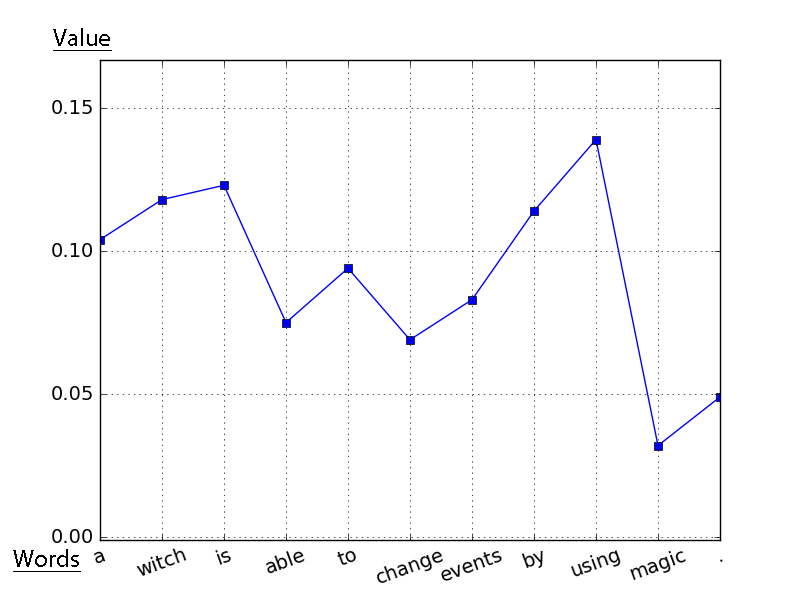 Value
0.15
0.10
0.05
0.00
Words a witch is able to change events by using magic .